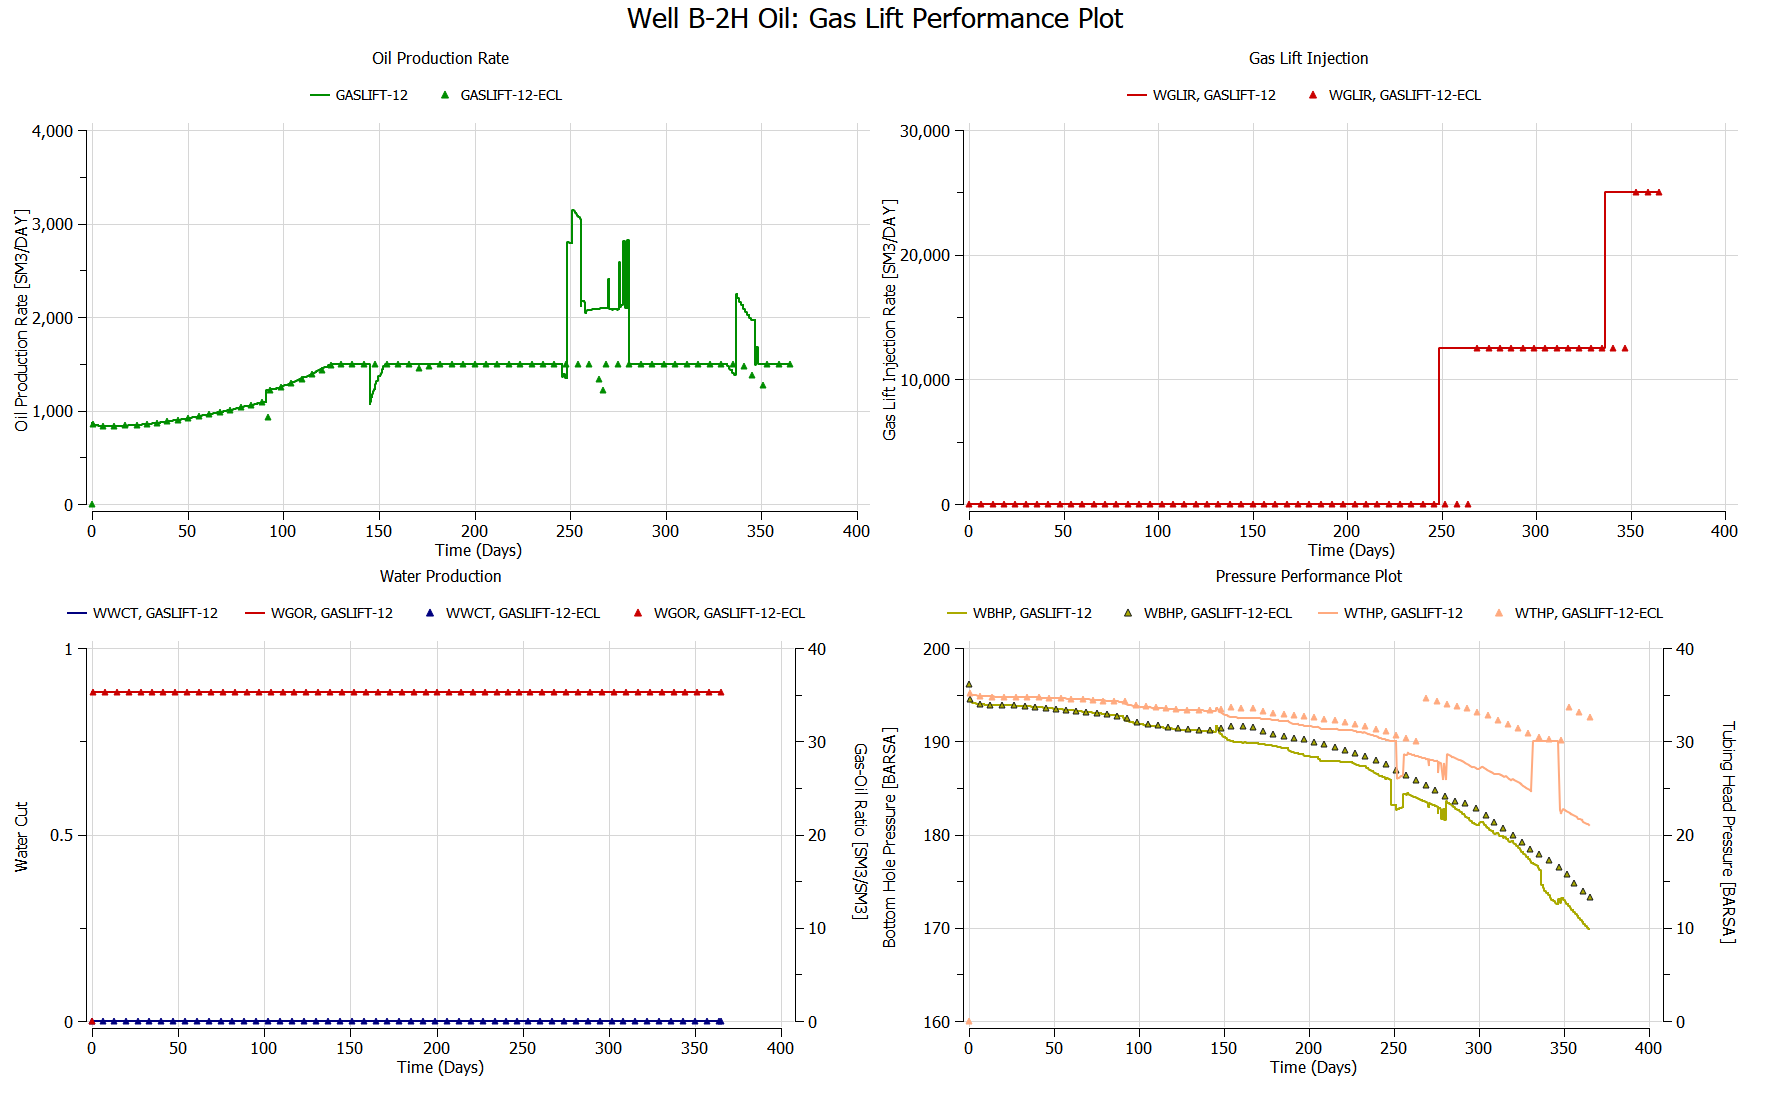 Well B-2H Oil: Gas Lift Performance Plot
Oil Production Rate
GASLIFT-12
GASLIFT-12-ECL
Oil Production Rate [SM3/DAY]
4,000
3,000
2,000
1,000
0
0 50 100 150 200 250 300 350 400
Time (Days)
Gas Lift Injection
WGLIR, GASLIFT-12
WGLIR, GASLIFT-12-ECL
Gas Lift Injection Rate [SM3/DAY]
30,000
20,000
10,000
0
0 50 100 150 200 250 300 350 400
Time (Days)
Water Production
WWCT, GASLIFT-12
WGOR, GASLIFT-12
WWCT, GASLIFT-12-ECL
WGOR, GASLIFT-12-ECL
Water Cut
1
0.5
0
40
30
20
10
0
Gas-Oil Ratio [SM3/SM3]
0 50 100 150 200 250 300 350 400
Time (Days)
Pressure Performance Plot
WBHP, GASLIFT-12
WBHP, GASLIFT-12-ECL
WTHP, GASLIFT-12
WTHP, GASLIFT-12-ECL
Bottom Hole Pressure [BARSA]
200
190
180
170
160
40
30
20
10
0
Tubing Head Pressure [BARSA]
0 50 100 150 200 250 300 350 400
Time (Days)